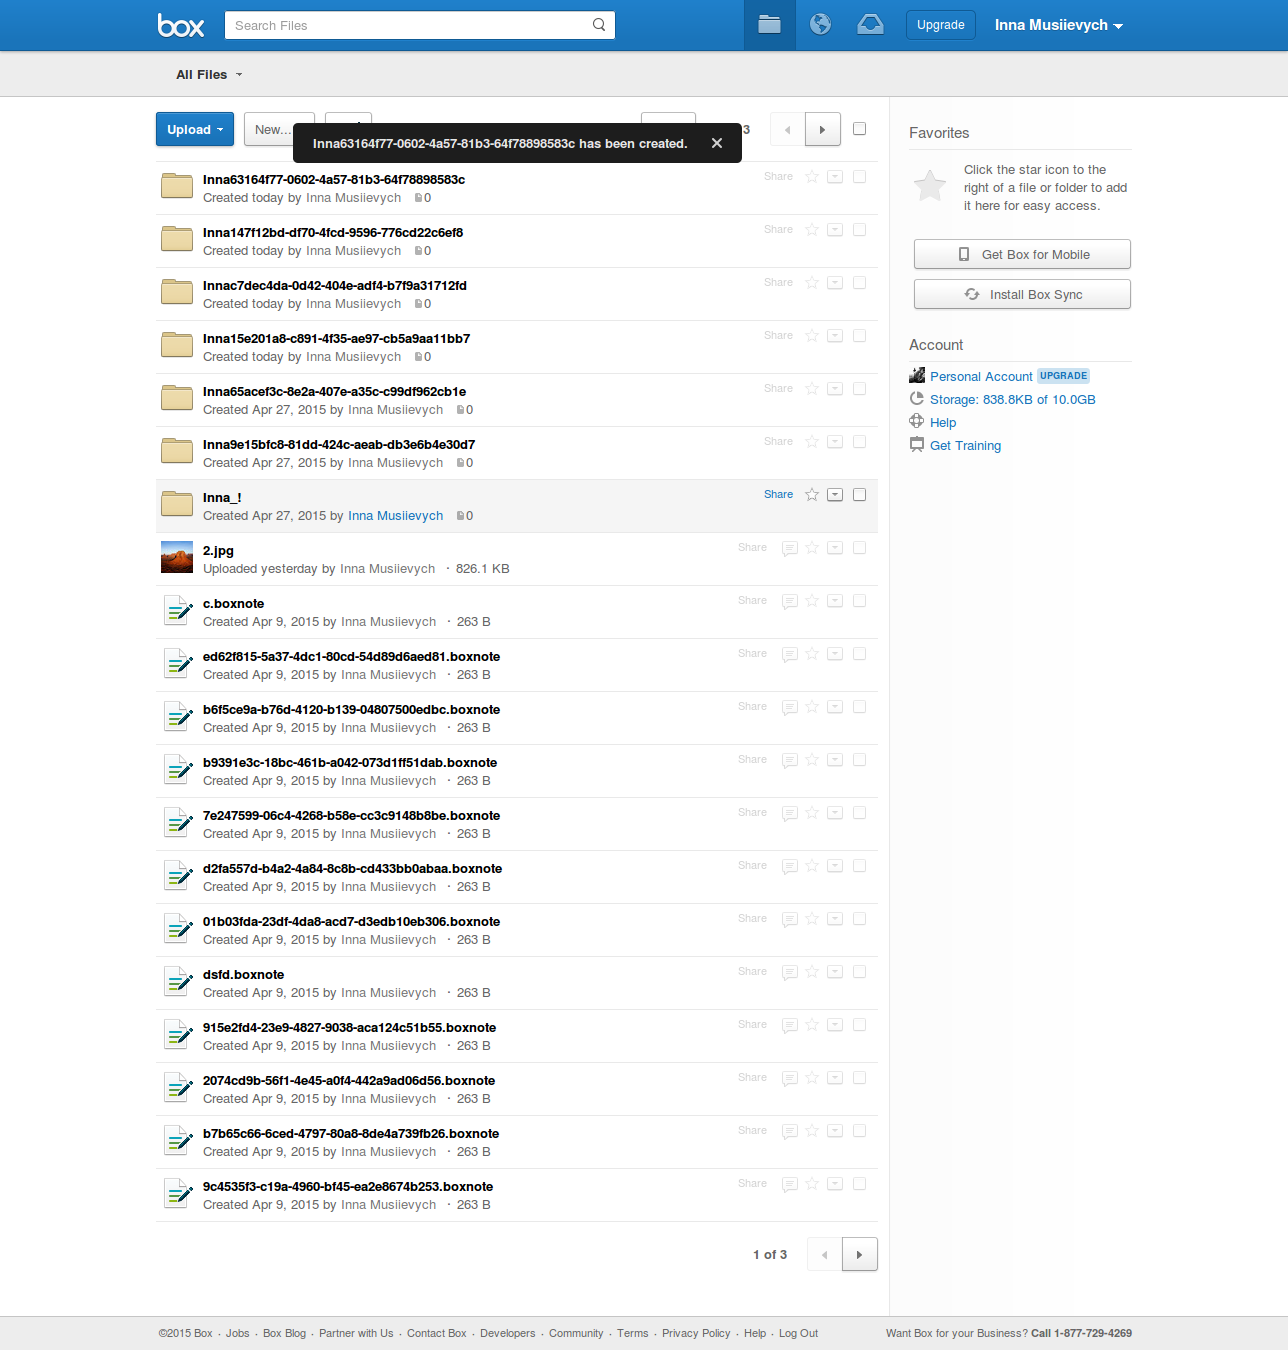 box
Search Files
Upgrade
Inna Musiievych
All Files
Upload
New...
3
Inna63164f77-0602-4a57-81b3-64f78898583c has been created.
Inna63164f77-0602-4a57-81b3-64f78898583c
Share
Created today by Inna Musiievych 0
Inna147f12bd-df70-4fcd-9596-776cd22c6ef8
Share
Created today by Inna Musiievych 0
Innac7dec4da-0d42-404e-adf4-b7f9a31712fd
Share
Created today by Inna Musiievych 0
Inna15e201a8-c891-4f35-ae97-cb5a9aa11bb7
Share
Created today by Inna Musiievych 0
Inna65acef3c-8e2a-407e-a35c-c99df962cb1e
Share
Created Apr 27, 2015 by Inna Musiievych 0
Inna9e15bfc8-81dd-424c-aeab-db3e6b4e30d7
Share
Created Apr 27, 2015 by Inna Musiievych 0
Inna_!
Share
Created Apr 27, 2015 by Inna Musiievych 0
2.jpg
Share
Uploaded yesterday by Inna Musiievych · 826.1 KB
c.boxnote
Share
Created Apr 9, 2015 by Inna Musiievych · 263 B
ed62f815-5a37-4dc1-80cd-54d89d6aed81.boxnote
Share
Created Apr 9, 2015 by Inna Musiievych · 263 B
b6f5ce9a-b76d-4120-b139-04807500edbc.boxnote
Share
Created Apr 9, 2015 by Inna Musiievych · 263 B
b9391e3c-18bc-461b-a042-073d1ff51dab.boxnote
Share
Created Apr 9, 2015 by Inna Musiievych · 263 B
7e247599-06c4-4268-b58e-cc3c9148b8be.boxnote
Share
Created Apr 9, 2015 by Inna Musiievych · 263 B
d2fa557d-b4a2-4a84-8c8b-cd433bb0abaa.boxnote
Share
Created Apr 9, 2015 by Inna Musiievych · 263 B
01b03fda-23df-4da8-acd7-d3edb10eb306.boxnote
Share
Created Apr 9, 2015 by Inna Musiievych · 263 B
dsfd.boxnote
Share
Created Apr 9, 2015 by Inna Musiievych · 263 B
915e2fd4-23e9-4827-9038-aca124c51b55.boxnote
Share
Created Apr 9, 2015 by Inna Musiievych · 263 B
2074cd9b-56f1-4e45-a0f4-442a9ad06d56.boxnote
Share
Created Apr 9, 2015 by Inna Musiievych · 263 B
b7b65c66-6ced-4797-80a8-8de4a739fb26.boxnote
Share
Created Apr 9, 2015 by Inna Musiievych · 263 B
9c4535f3-c19a-4960-bf45-ea2e8674b253.boxnote
Share
Created Apr 9, 2015 by Inna Musiievych · 263 B
1 of 3
Favorites
Click the star icon to the
right of a file or folder to add
it here for easy access.
Get Box for Mobile
Install Box Sync
Account
Personal Account UPGRADE
Storage: 838.8KB of 10.0GB
Help
Get Training
©2015 Box · Jobs · Box Blog · Partner with Us · Contact Box · Developers · Community · Terms · Privacy Policy · Help · Log Out
Want Box for your Business? Call 1-877-729-4269